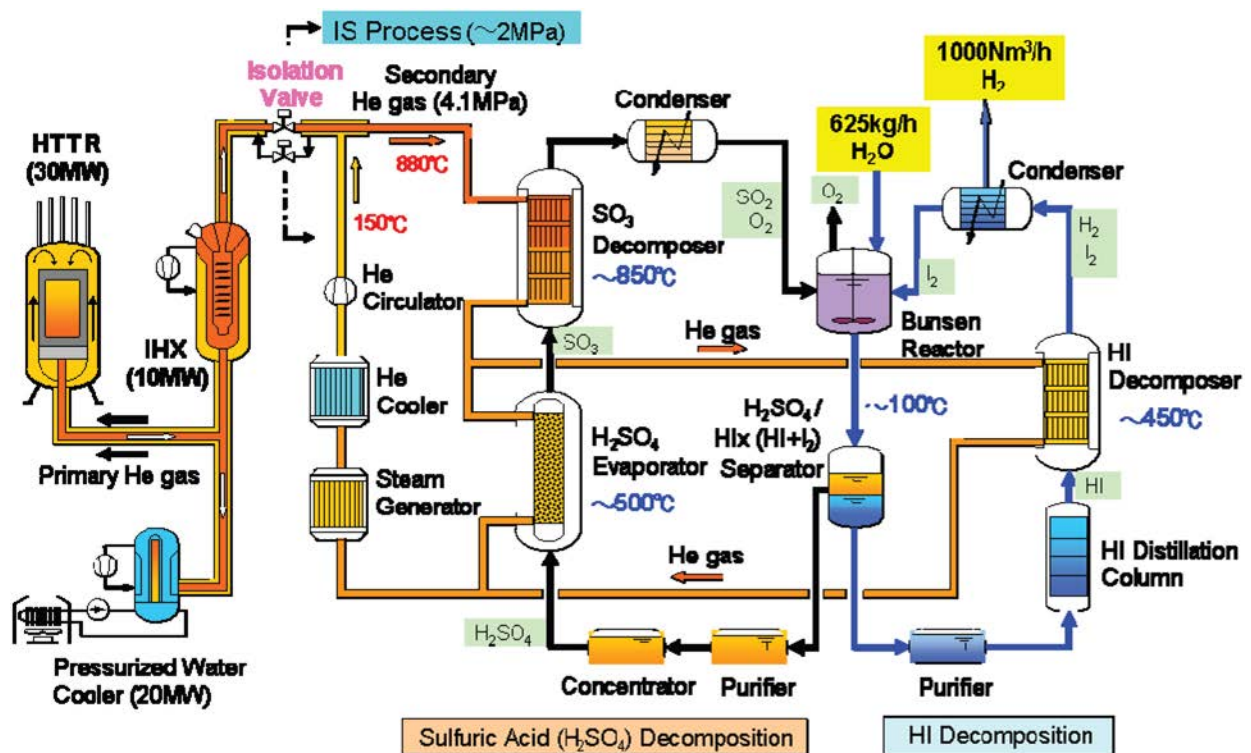 IS Process (～2MPa)
Isolation
Valve
Secondary
He gas (4.1MPa)
880℃
150℃
HTTR
(30MW)
IHX
(10MW)
Primary He gas
Pressurized Water
Cooler (20MW)
He
Circulator
He
Cooler
Steam
Generator
Condenser
SO₃
Decomposer
～850℃
SO₃
H₂SO₄
Evaporator
～500℃
H₂SO₄
Concentrator
Purifier
SO₂
O₂
O₂
625kg/h
H₂O
1000Nm³/h
H₂
Condenser
H₂
I₂
I₂
Bunsen
Reactor
He gas
～100℃
H₂SO₄/
HIx (HI+I₂)
Separator
HI
Decomposer
～450℃
HI
HI Distillation
Column
He gas
Purifier
Sulfuric Acid (H₂SO₄) Decomposition
HI Decomposition